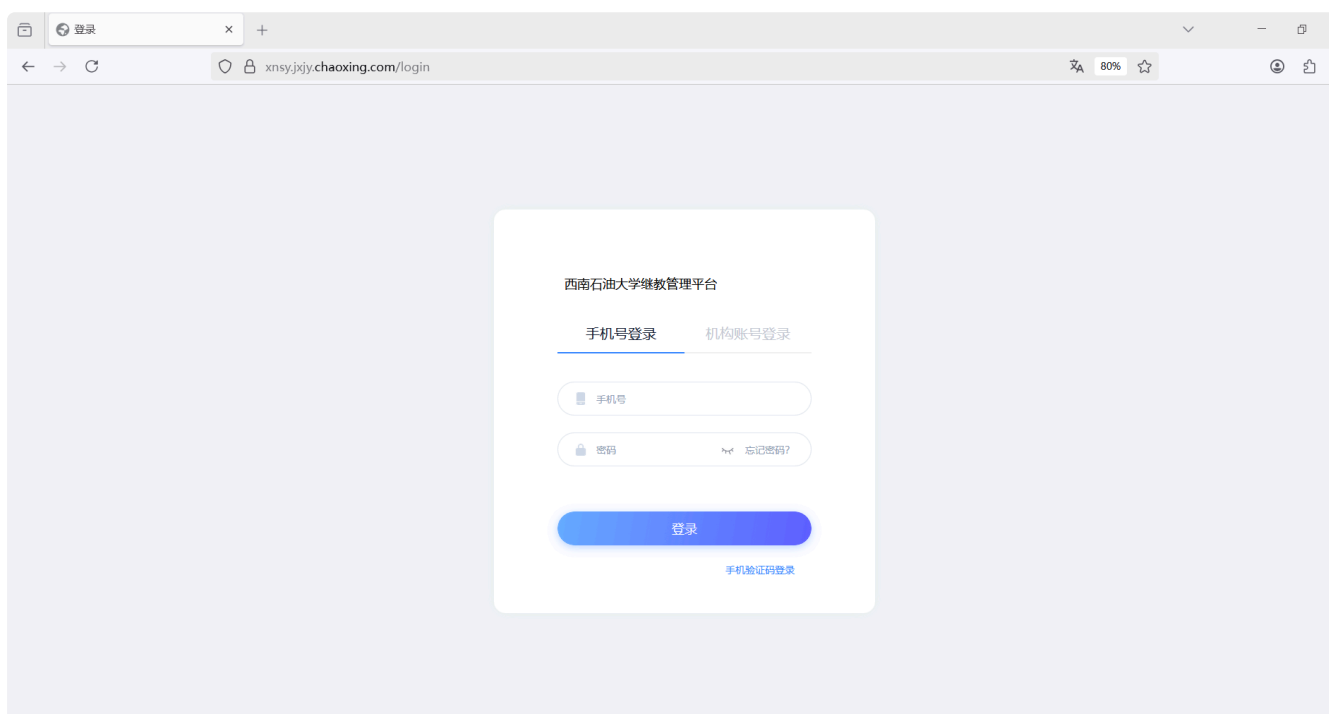 登录
xnsy.jxjy.chaoxing.com/login
80%
西南石油大学继教管理平台
手机号登录 机构账号登录
手机号
密码 忘记密码?
登录
手机验证码登录